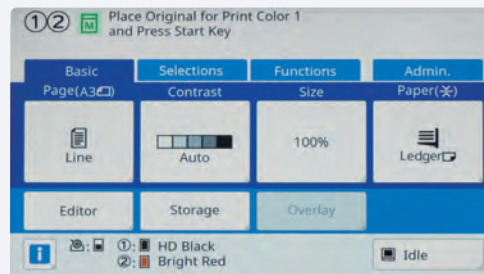 ①② M Place Original for Print Color 1
and Press Start Key
Basic Selections Functions Admin.
Page(A3) Contrast Size Paper(✳)
Line Auto 100% Ledger
Editor Storage Overlay
i ①: HD Black
②: Bright Red
Idle